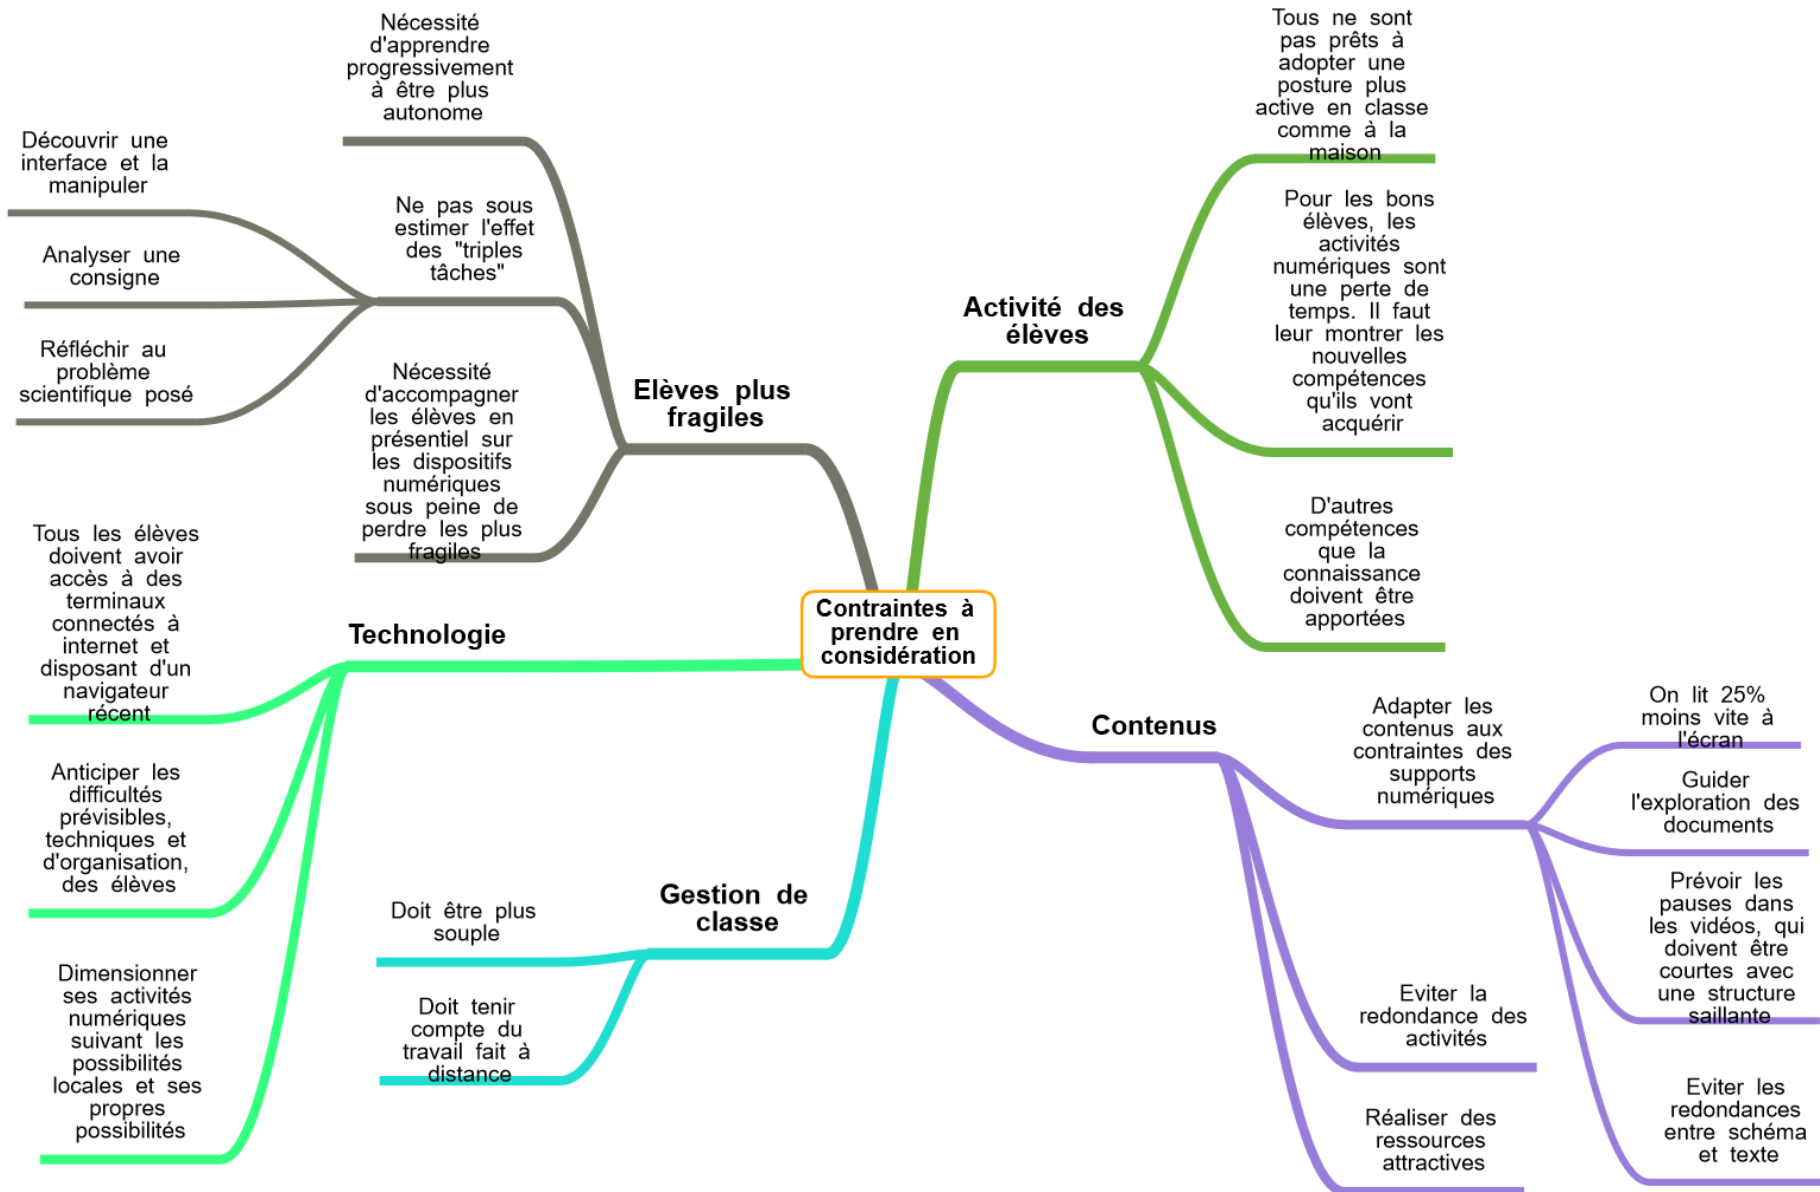 Contraintes à
prendre en
considération
Elèves plus
fragiles
Nécessité
d'apprendre
progressivement
à être plus
autonome
Ne pas sous
estimer l'effet
des "triples
tâches"
Découvrir une
interface et la
manipuler
Analyser une
consigne
Réfléchir au
problème
scientifique posé
Nécessité
d'accompagner
les élèves en
présentiel sur
les dispositifs
numériques
sous peine de
perdre les plus
fragiles
Technologie
Tous les élèves
doivent avoir
accès à des
terminaux
connectés à
internet et
disposant d'un
navigateur
récent
Anticiper les
difficultés
prévisibles,
techniques et
d'organisation,
des élèves
Dimensionner
ses activités
numériques
suivant les
possibilités
locales et ses
propres
possibilités
Gestion de
classe
Doit être plus
souple
Doit tenir
compte du
travail fait à
distance
Activité des
élèves
Tous ne sont
pas prêts à
adopter une
posture plus
active en classe
comme à la
maison
Pour les bons
élèves, les
activités
numériques sont
une perte de
temps. Il faut
leur montrer les
nouvelles
compétences
qu'ils vont
acquérir
D'autres
compétences
que la
connaissance
doivent être
apportées
Contenus
Adapter les
contenus aux
contraintes des
supports
numériques
On lit 25%
moins vite à
l'écran
Guider
l'exploration des
documents
Prévoir les
pauses dans
les vidéos, qui
doivent être
courtes avec
une structure
saillante
Eviter les
redondances
entre schéma
et texte
Eviter la
redondance des
activités
Réaliser des
ressources
attractives